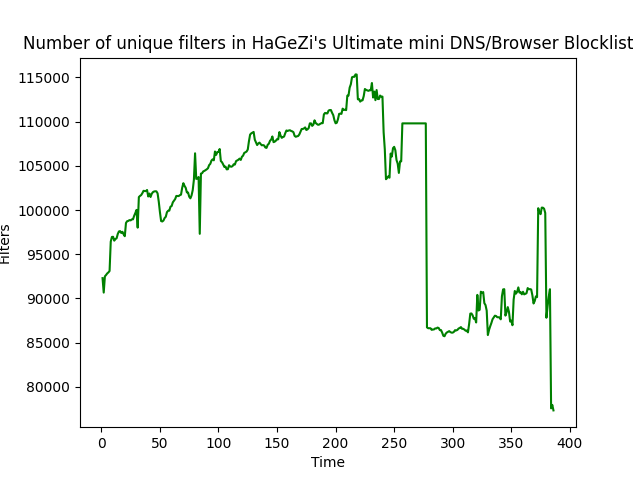 Number of unique filters in HaGeZi's Ultimate mini DNS/Browser Blocklist
115000
110000
105000
100000
95000
90000
85000
80000
Filters
0 50 100 150 200 250 300 350 400
Time